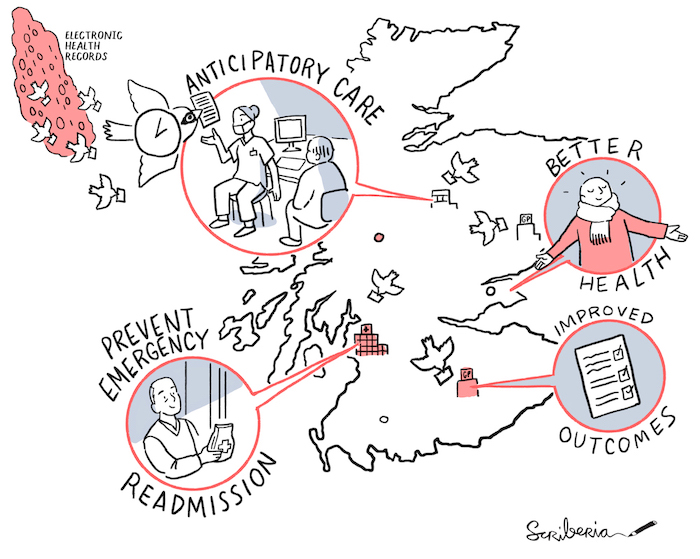 ELECTRONIC
HEALTH
RECORDS
ANTICIPATORY CARE
BETTER
HEALTH
GP
PREVENT
EMERGENCY
READMISSION
IMPROVED
OUTCOMES
GP
Scriberia